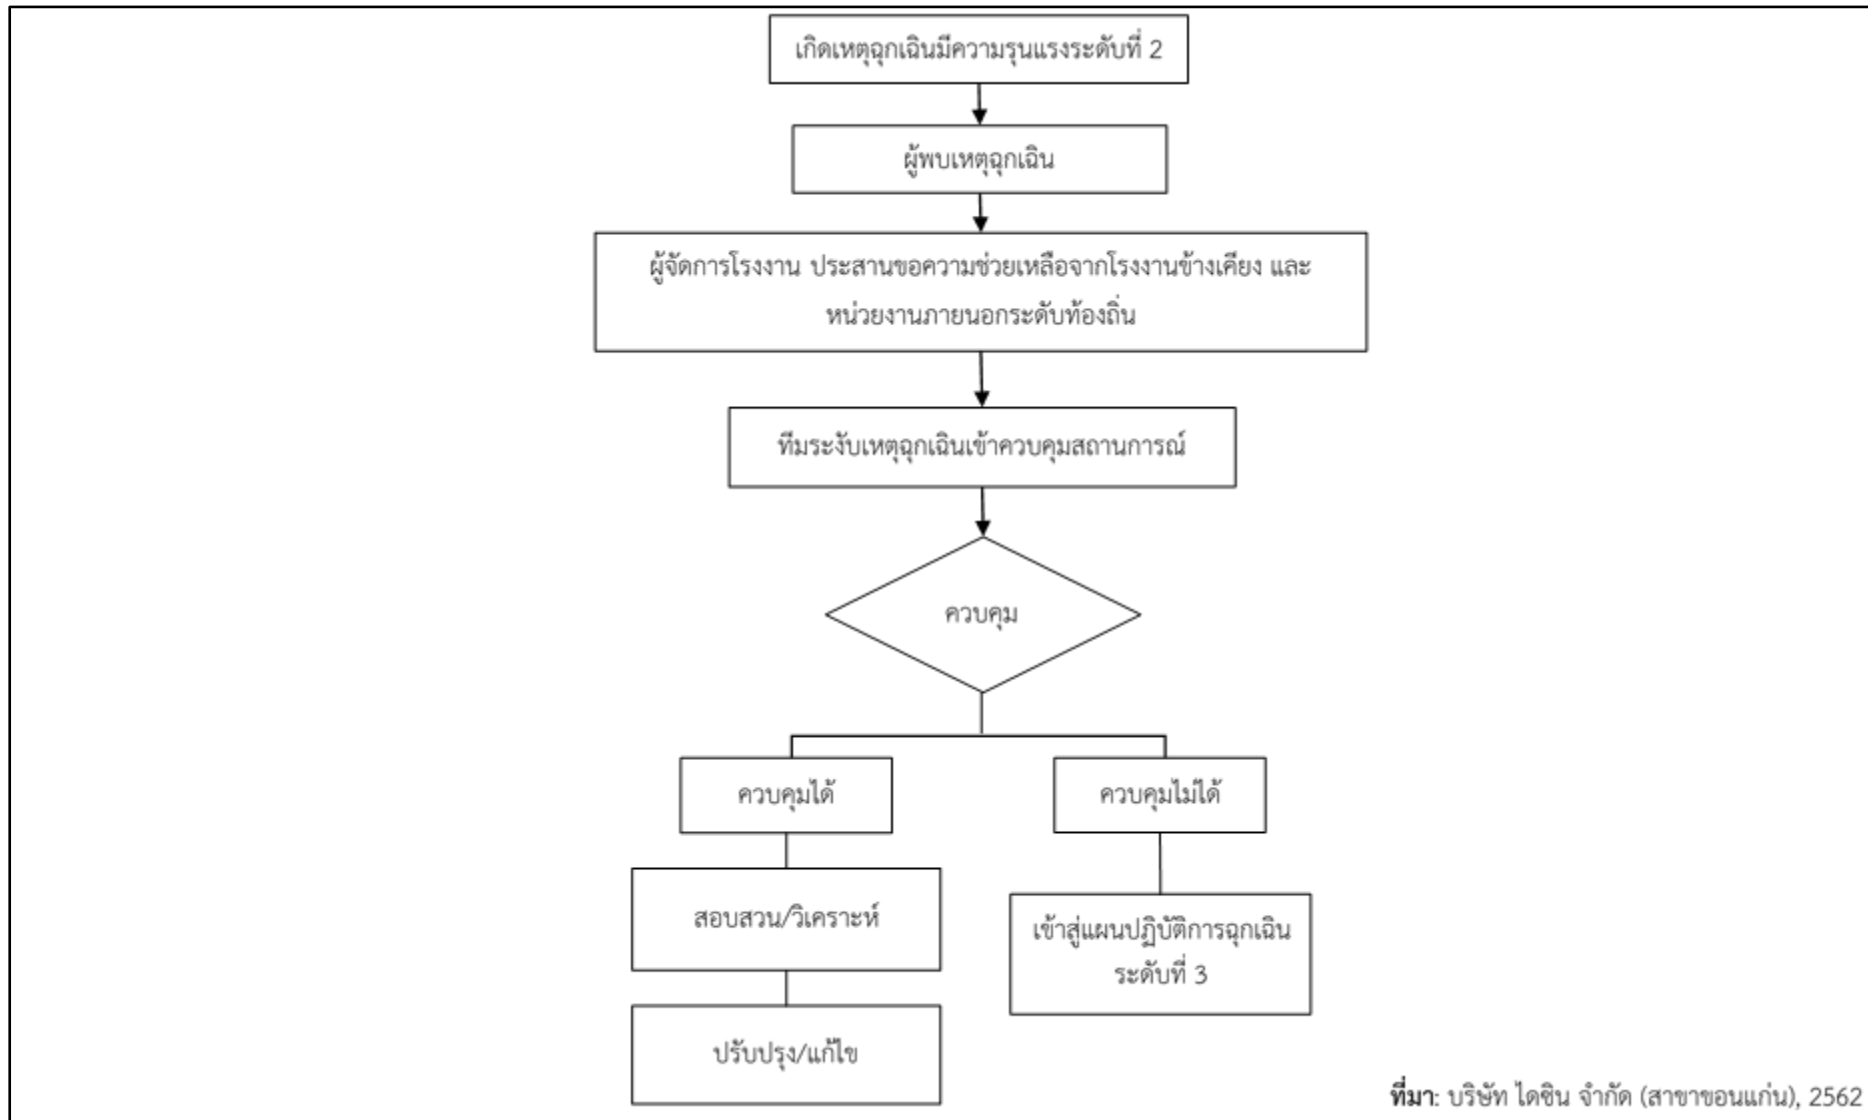 เกิดเหตุฉุกเฉินมีความรุนแรงระดับที่ 2
ผู้พบเหตุฉุกเฉิน
ผู้จัดการโรงงาน ประสานขอความช่วยเหลือจากโรงงานข้างเคียง และ
หน่วยงานภายนอกระดับท้องถิ่น
ทีมระงับเหตุฉุกเฉินเข้าควบคุมสถานการณ์
ควบคุม
ควบคุมได้
ควบคุมไม่ได้
สอบสวน/วิเคราะห์
เข้าสู่แผนปฏิบัติการฉุกเฉิน
ระดับที่ 3
ปรับปรุง/แก้ไข
ที่มา: บริษัท ไดซิน จำกัด (สาขาขอนแก่น), 2562